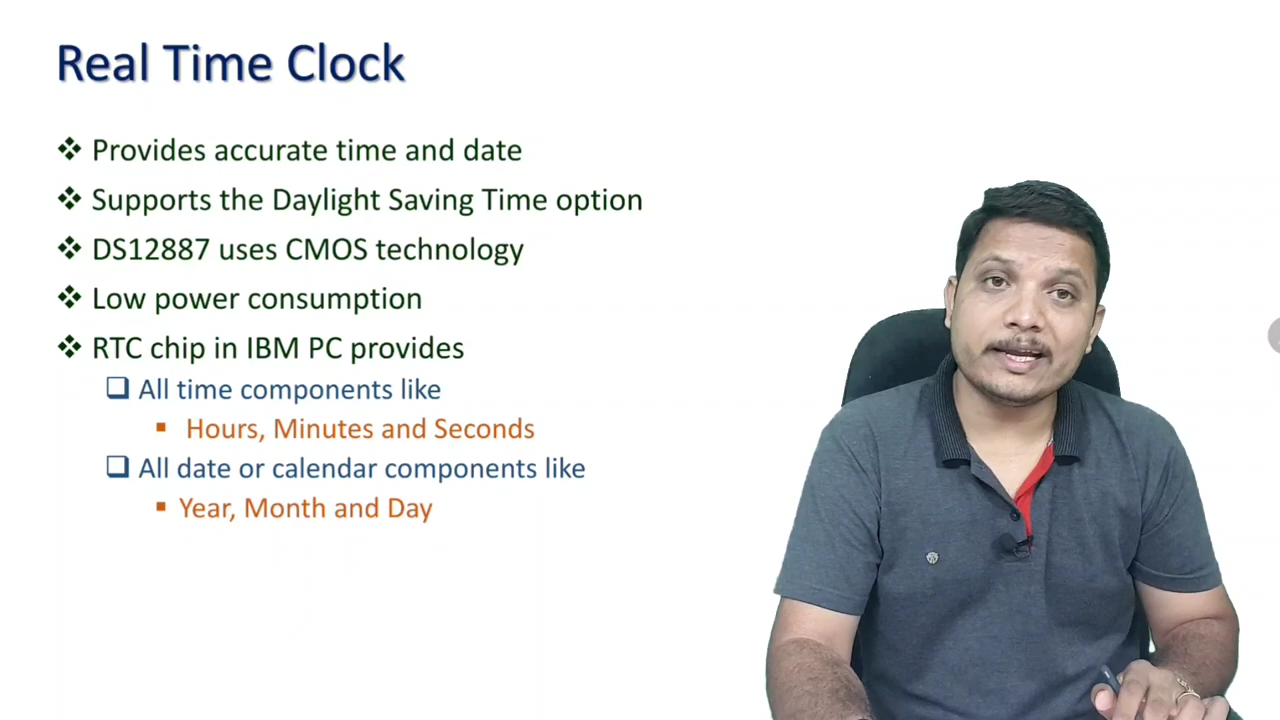 Real Time Clock
Provides accurate time and date
Supports the Daylight Saving Time option
DS12887 uses CMOS technology
Low power consumption
RTC chip in IBM PC provides
All time components like
Hours, Minutes and Seconds
All date or calendar components like
Year, Month and Day